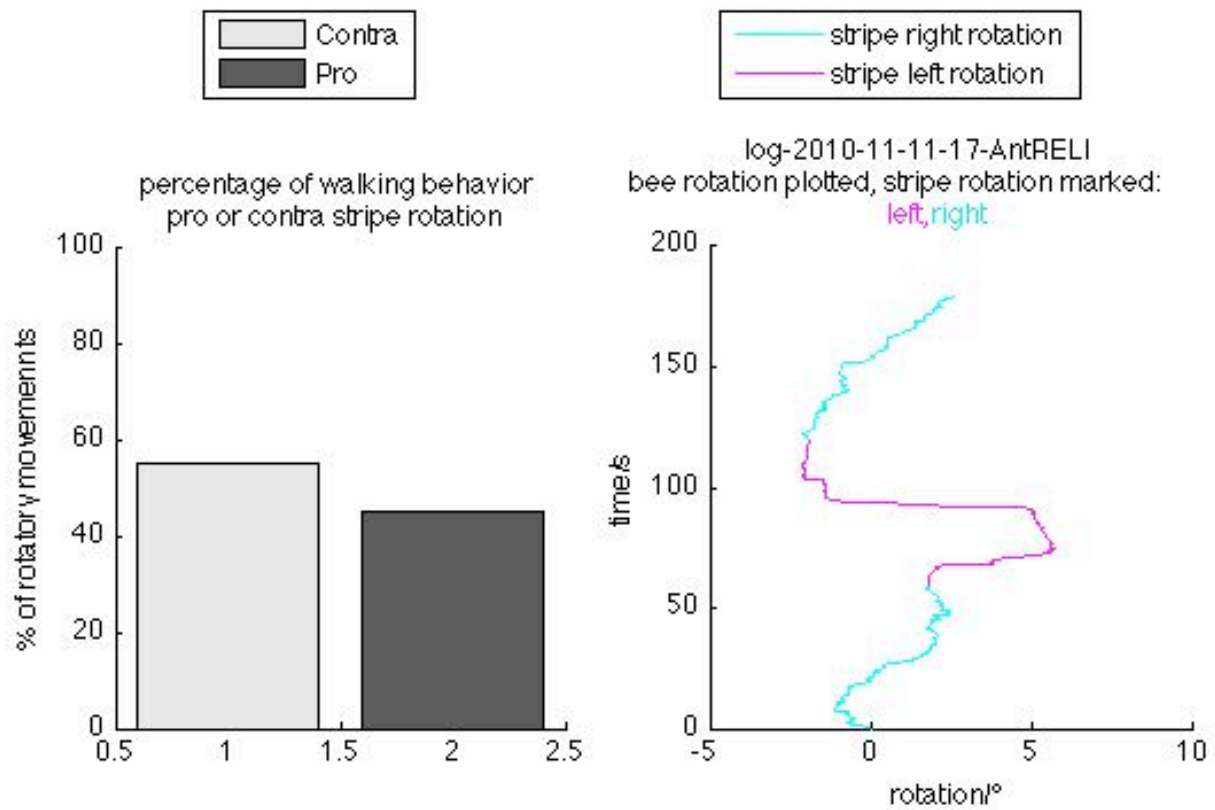 Contra
Pro
percentage of walking behavior
pro or contra stripe rotation
100
80
60
40
20
0
0.5 1 1.5 2 2.5
% of rotatory movements
stripe right rotation
stripe left rotation
log-2010-11-11-17-AntRELI
bee rotation plotted, stripe rotation marked:
left,right
200
150
100
50
0
-5 0 5 10
time/s
rotation/°